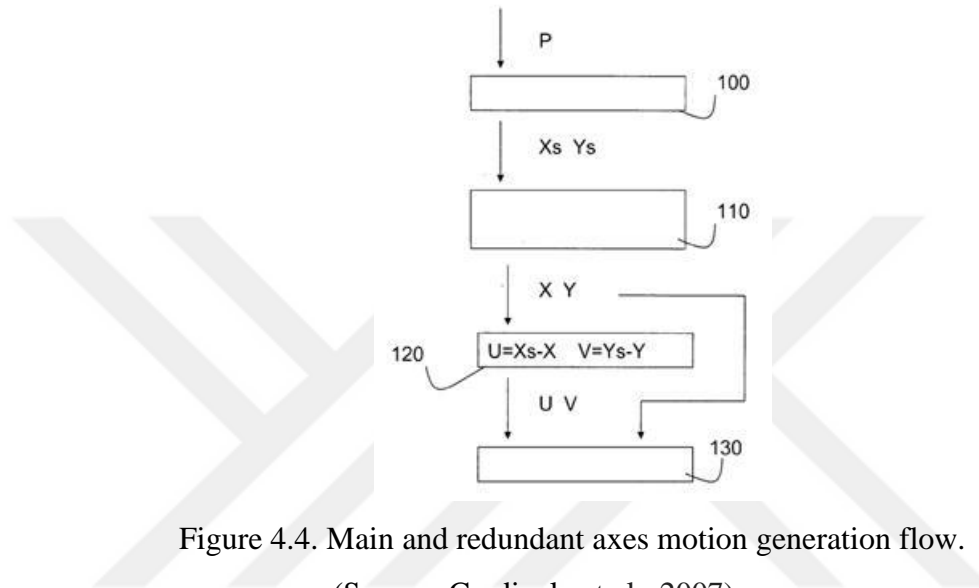 P
100
Xs Ys
110
X Y
120
U=Xs-X V=Ys-Y
U V
130
Figure 4.4. Main and redundant axes motion generation flow.